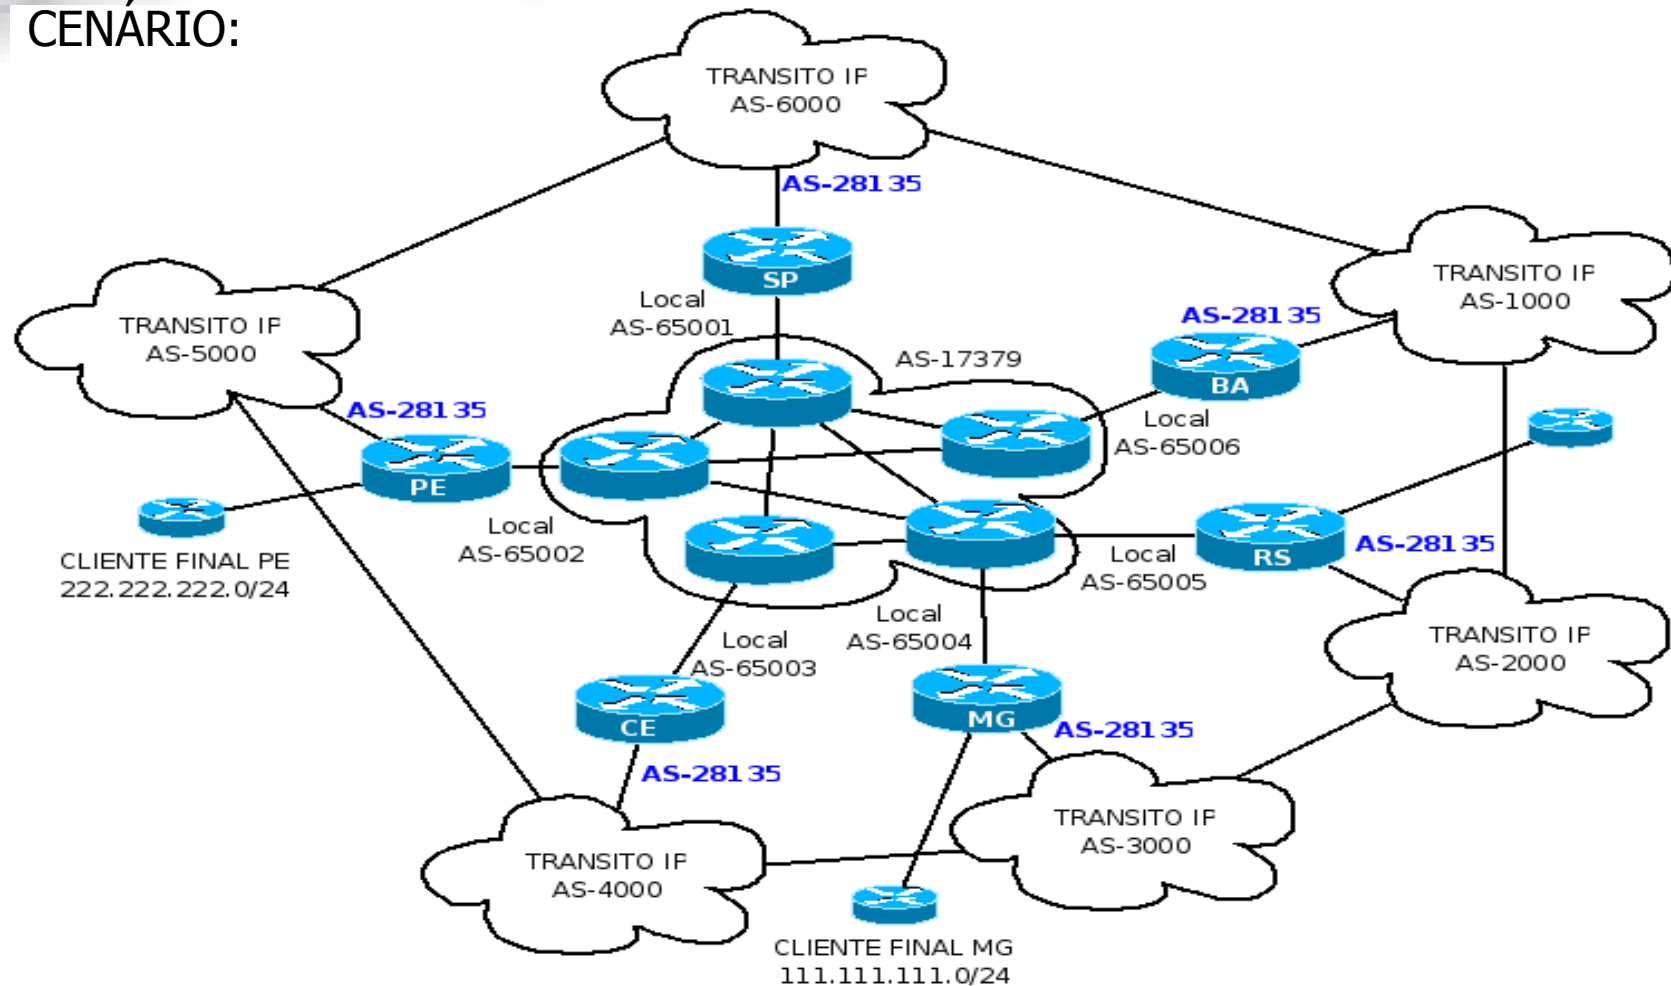 CENÁRIO:
TRANSITO IP
AS-6000
AS-28135
SP
Local
AS-65001
TRANSITO IP
AS-1000
TRANSITO IP
AS-5000
AS-28135
BA
AS-17379
Local
AS-65006
AS-28135
PE
Local
AS-65002
CLIENTE FINAL PE
222.222.222.0/24
AS-28135
RS
Local
AS-65005
Local
AS-65004
Local
AS-65003
TRANSITO IP
AS-2000
CE
MG
AS-28135
AS-28135
TRANSITO IP
AS-3000
TRANSITO IP
AS-4000
CLIENTE FINAL MG
111.111.111.0/24